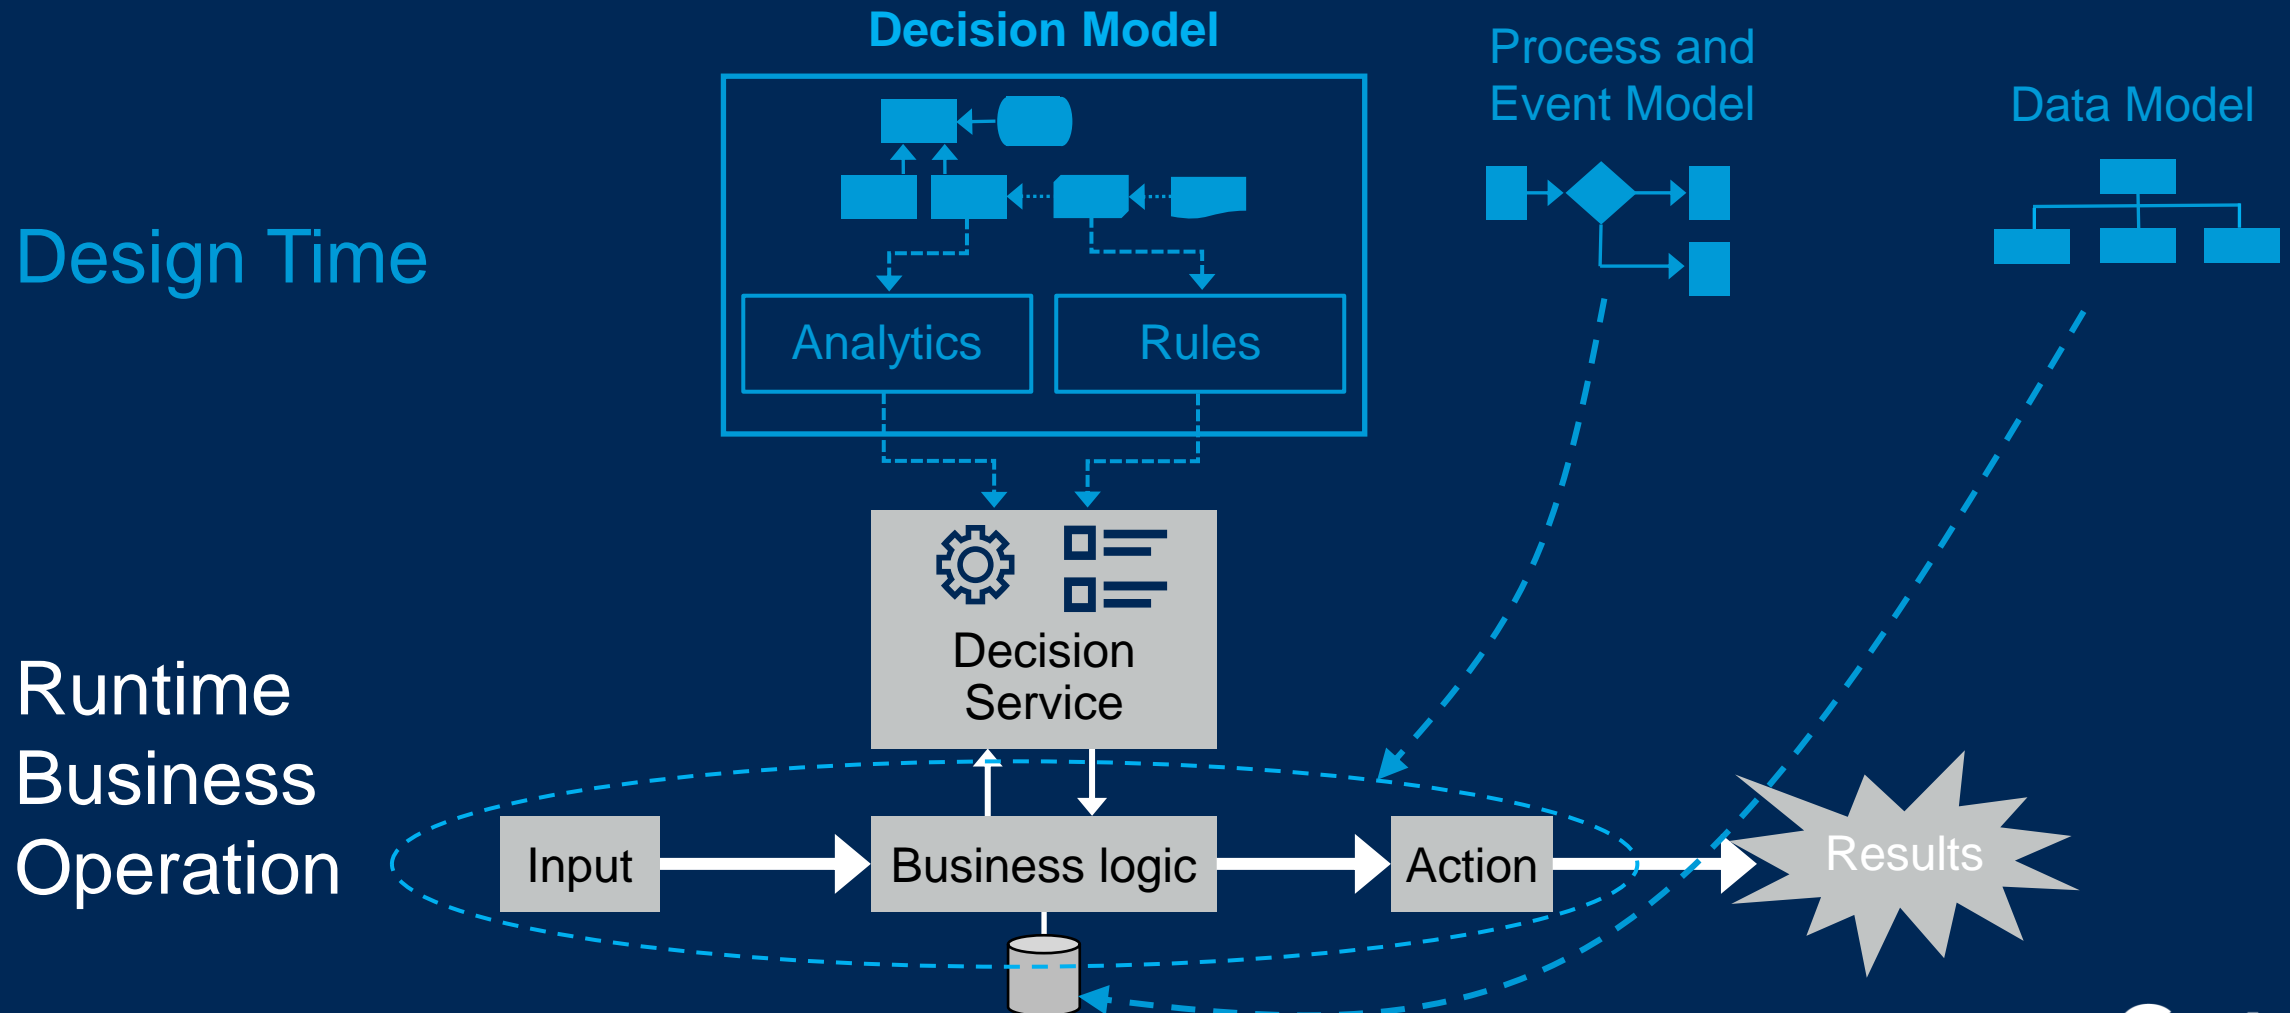 Decision Model
Process and
Event Model
Data Model
Design Time
Analytics
Rules
Decision
Service
Runtime
Business
Operation
Input
Business logic
Action
Results